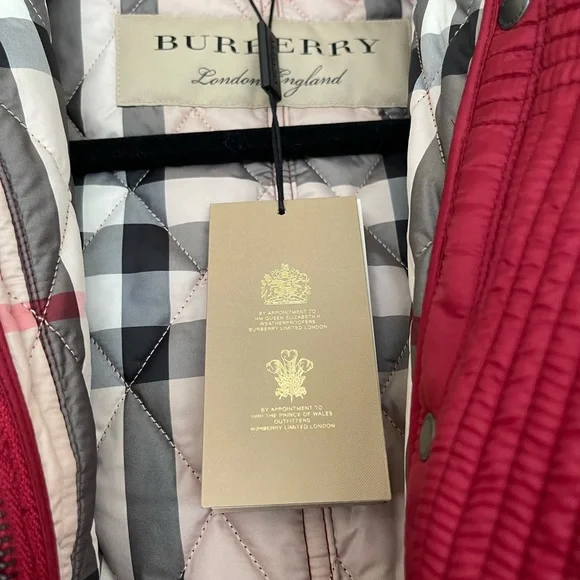 BURBERRY
London England
BY APPOINTMENT TO
HM QUEEN ELIZABETH II
WEATHERPROOFERS
BURBERRY LIMITED LONDON
BY APPOINTMENT TO
HRH THE PRINCE OF WALES
OUTFITTERS
BURBERRY LIMITED LONDON